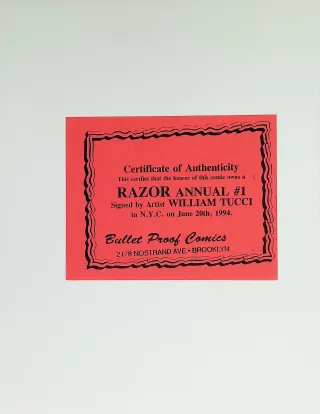 Certificate of Authenticity
This certifies that the bearer of this comic owns a
RAZOR ANNUAL #1
Signed by Artist WILLIAM TUCCI
in N.Y.C. on June 20th, 1994.
Bullet Proof Comics
2178 NOSTRAND AVE • BROOKLYN